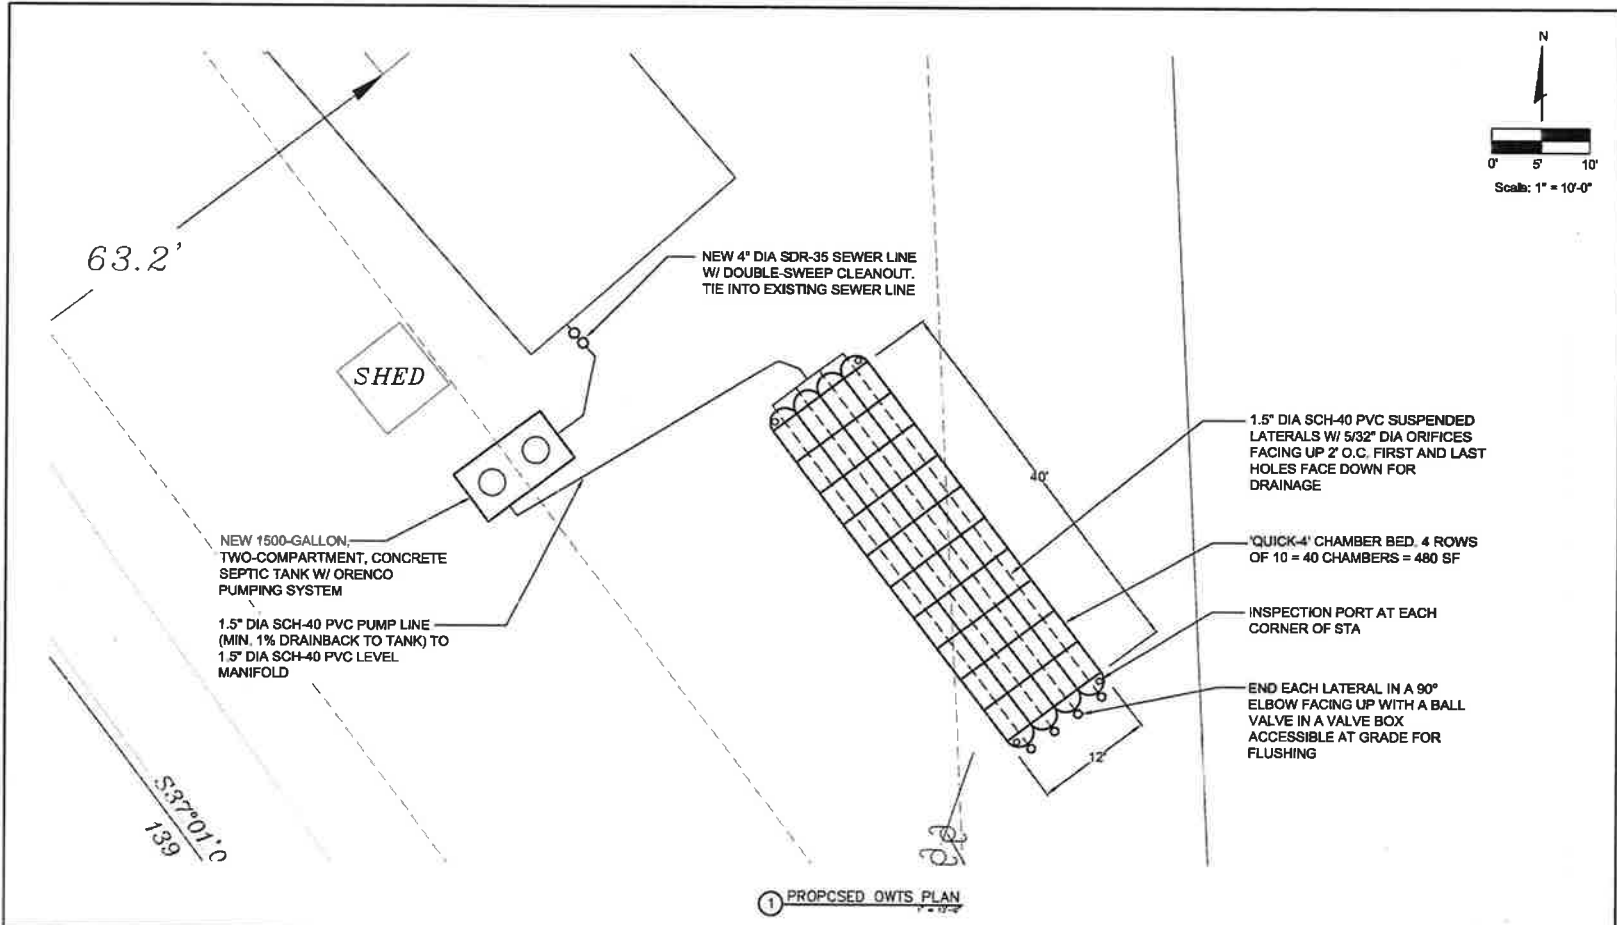 N
0' 5' 10'
Scale: 1" = 10'-0"
63.2'
NEW 4" DIA SDR-35 SEWER LINE
W/ DOUBLE-SWEEP CLEANOUT.
TIE INTO EXISTING SEWER LINE
SHED
1.5" DIA SCH-40 PVC SUSPENDED
LATERALS W/ 5/32" DIA ORIFICES
FACING UP 2' O.C. FIRST AND LAST
HOLES FACE DOWN FOR
DRAINAGE
40'
NEW 1500-GALLON,
TWO-COMPARTMENT, CONCRETE
SEPTIC TANK W/ ORENCO
PUMPING SYSTEM
'QUICK-4' CHAMBER BED. 4 ROWS
OF 10 = 40 CHAMBERS = 480 SF
1.5" DIA SCH-40 PVC PUMP LINE
(MIN. 1% DRAINBACK TO TANK) TO
1.5" DIA SCH-40 PVC LEVEL
MANIFOLD
INSPECTION PORT AT EACH
CORNER OF STA
END EACH LATERAL IN A 90°
ELBOW FACING UP WITH A BALL
VALVE IN A VALVE BOX
ACCESSIBLE AT GRADE FOR
FLUSHING
12'
S37°01'0
139
1 PROPOSED OWTS PLAN